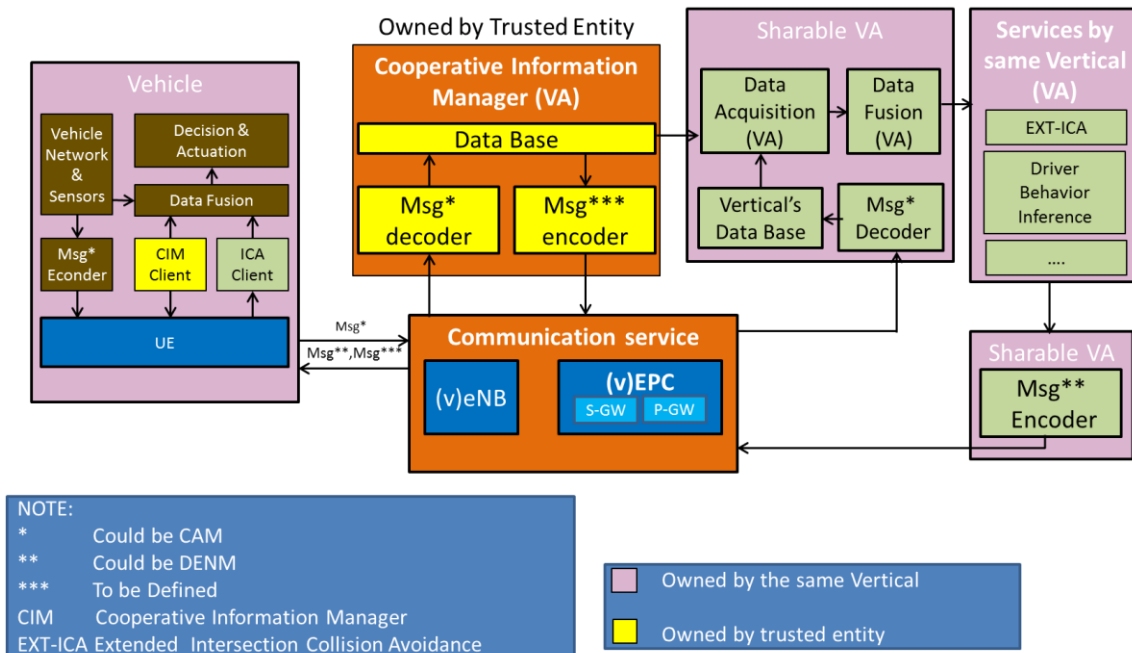 Owned by Trusted Entity
Vehicle
Vehicle
Network
&
Sensors
Decision &
Actuation
Data Fusion
Msg*
Econder
CIM
Client
ICA
Client
UE
Cooperative Information
Manager (VA)
Data Base
Msg*
decoder
Msg***
encoder
Sharable VA
Data
Acquisition
(VA)
Data
Fusion
(VA)
Vertical's
Data Base
Msg*
Decoder
Services by
same Vertical
(VA)
EXT-ICA
Driver
Behavior
Inference
....
Msg*
Msg**,Msg***
Communication service
(v)eNB
(v)EPC
S-GW
P-GW
Sharable VA
Msg**
Encoder
NOTE:
* Could be CAM
** Could be DENM
*** To be Defined
CIM Cooperative Information Manager
EXT-ICA Extended Intersection Collision Avoidance
Owned by the same Vertical
Owned by trusted entity